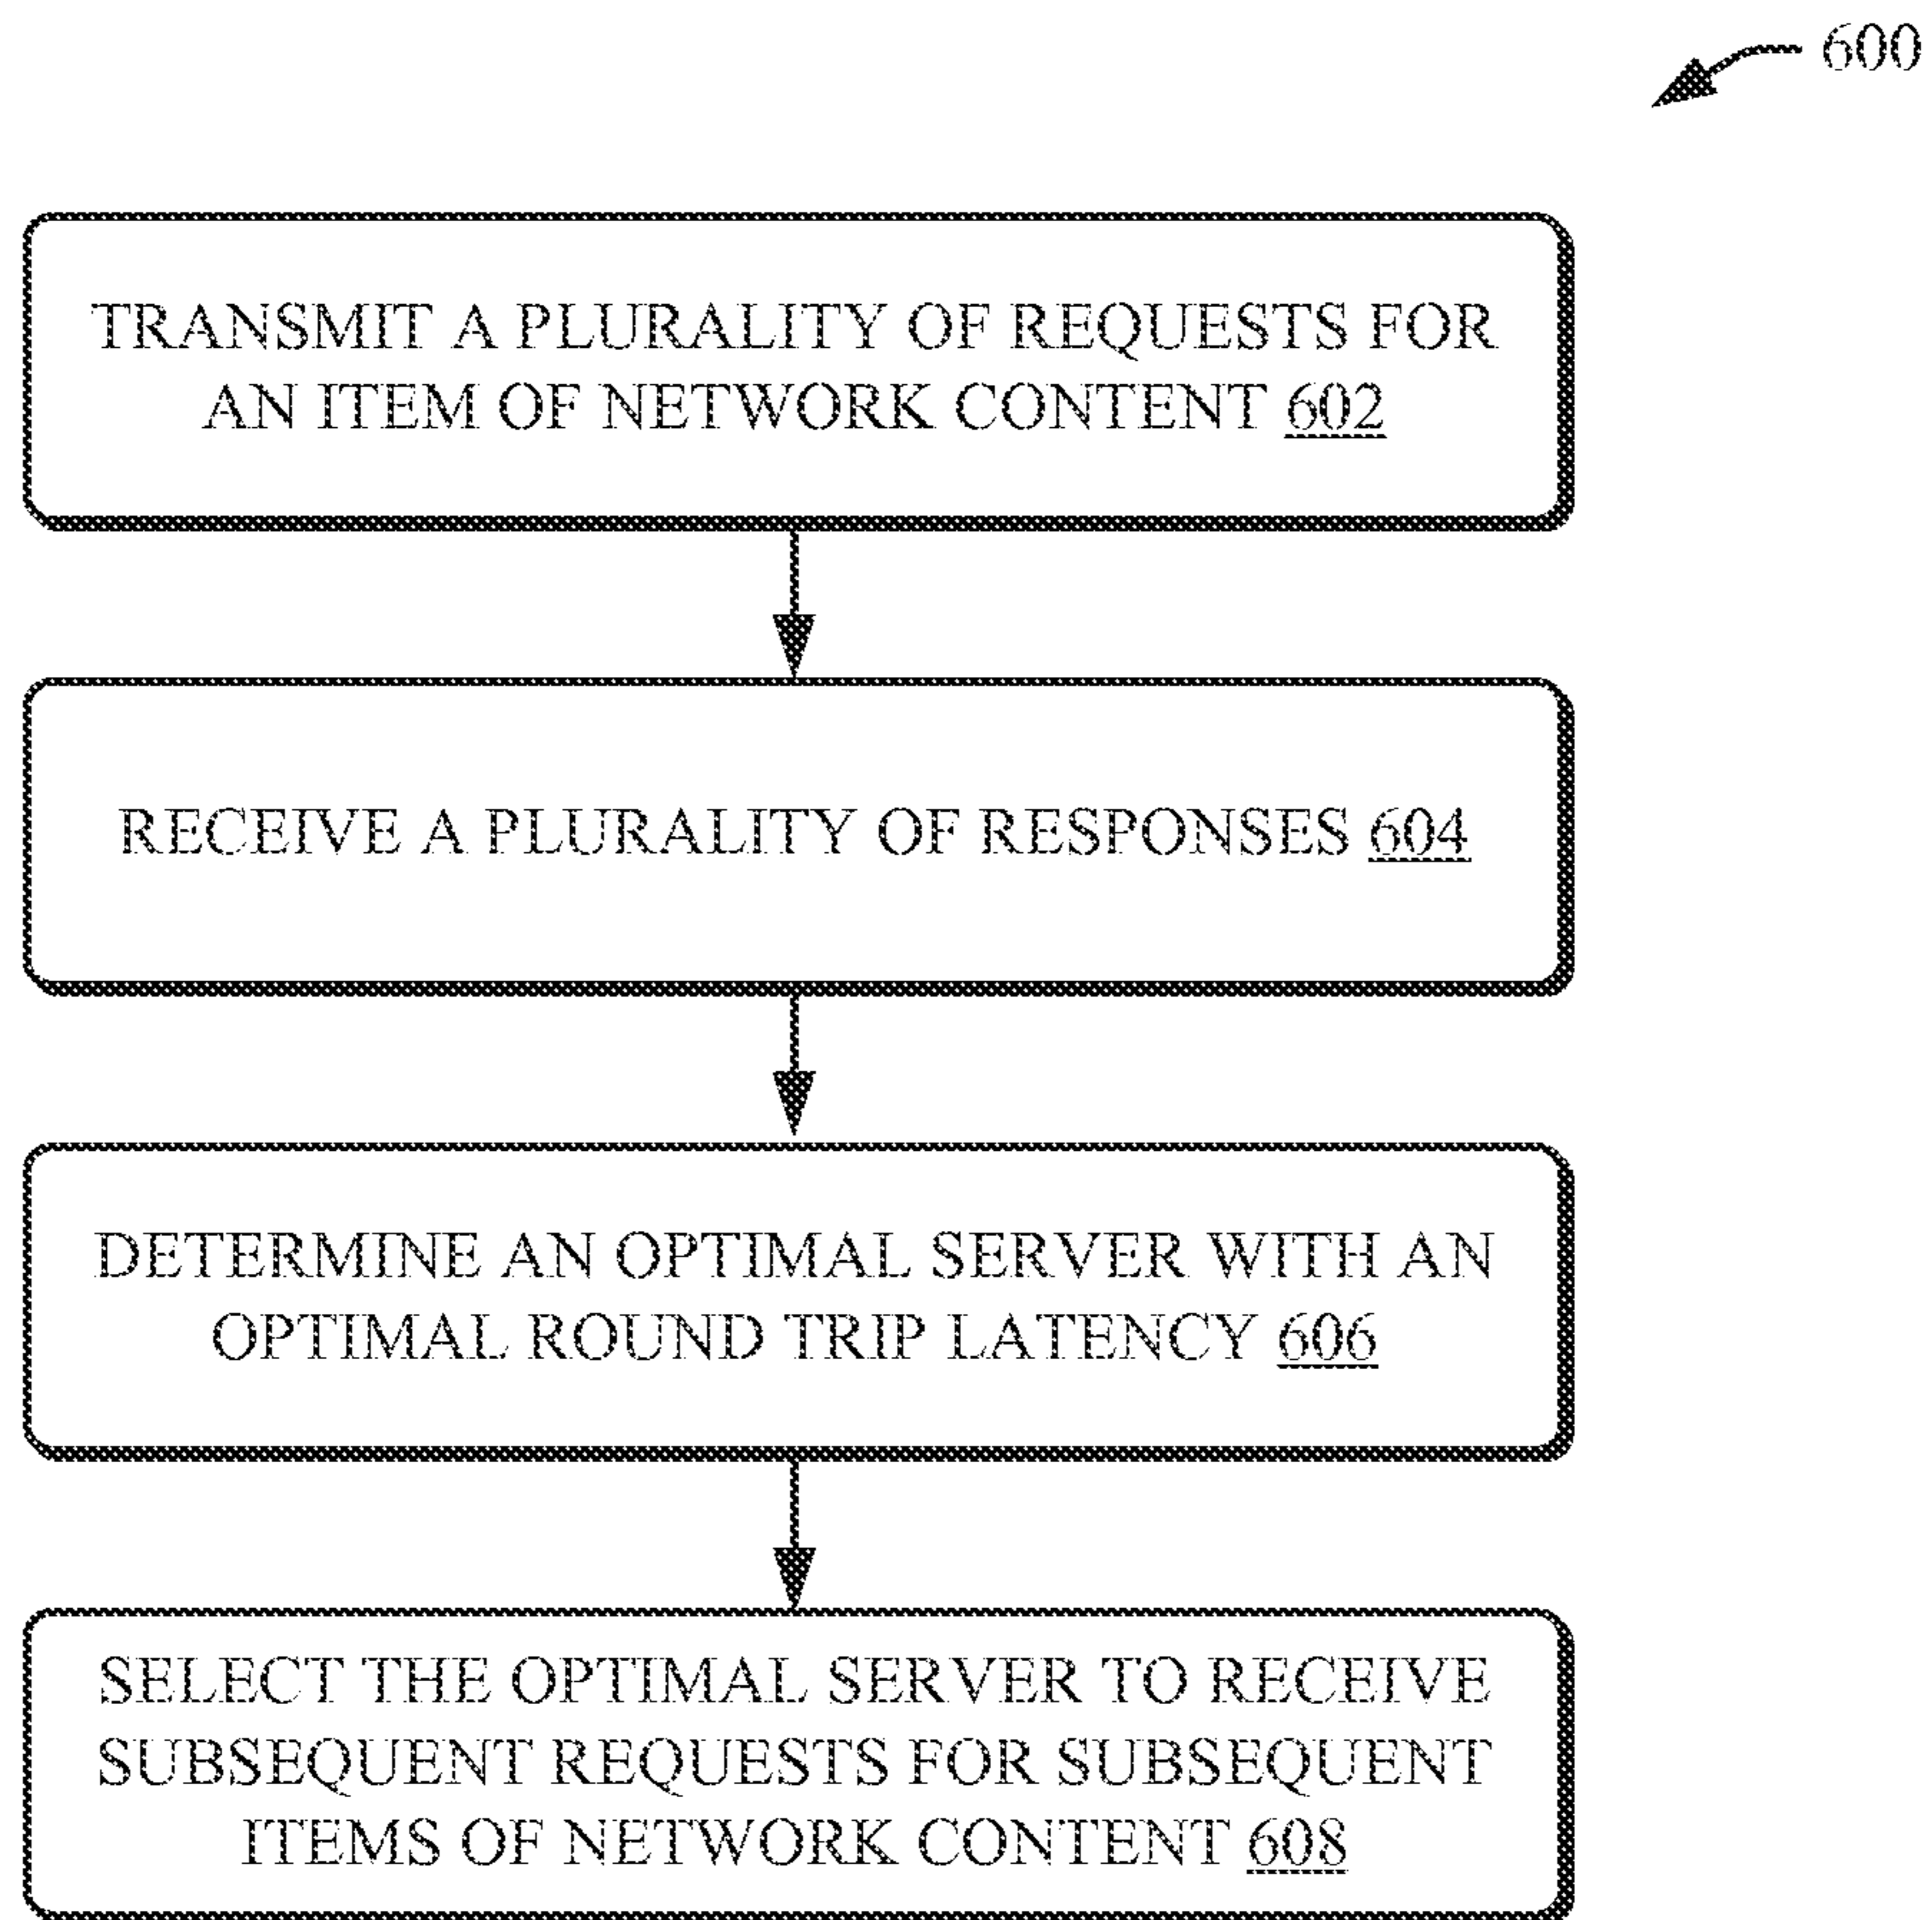 600
TRANSMIT A PLURALITY OF REQUESTS FOR
AN ITEM OF NETWORK CONTENT 602
RECEIVE A PLURALITY OF RESPONSES 604
DETERMINE AN OPTIMAL SERVER WITH AN
OPTIMAL ROUND TRIP LATENCY 606
SELECT THE OPTIMAL SERVER TO RECEIVE
SUBSEQUENT REQUESTS FOR SUBSEQUENT
ITEMS OF NETWORK CONTENT 608